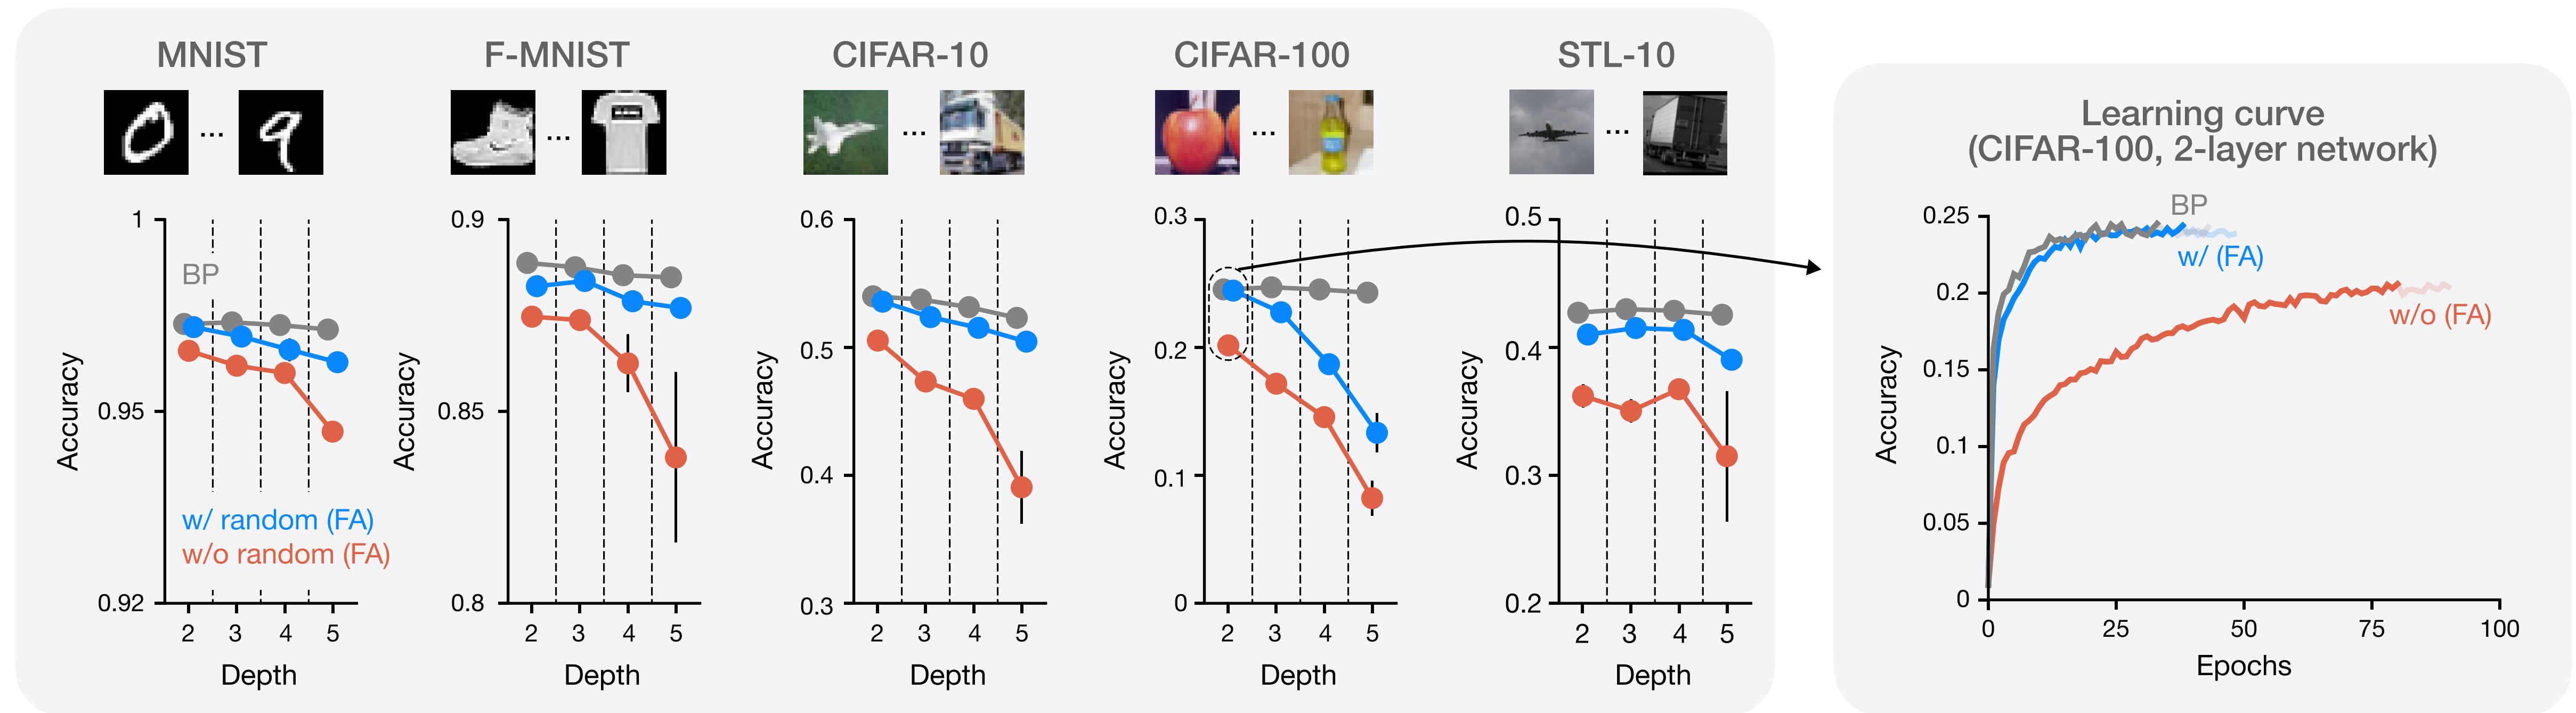 MNIST
...
1
0.95
0.92
Accuracy
BP
w/ random (FA)
w/o random (FA)
2 3 4 5
Depth
F-MNIST
...
0.9
0.85
0.8
Accuracy
2 3 4 5
Depth
CIFAR-10
...
0.6
0.5
0.4
0.3
Accuracy
2 3 4 5
Depth
CIFAR-100
...
0.3
0.2
0.1
0
Accuracy
2 3 4 5
Depth
STL-10
...
0.5
0.4
0.3
0.2
Accuracy
2 3 4 5
Depth
Learning curve
(CIFAR-100, 2-layer network)
0.25
0.2
0.15
0.1
0.05
0
Accuracy
BP
w/ (FA)
w/o (FA)
0 25 50 75 100
Epochs